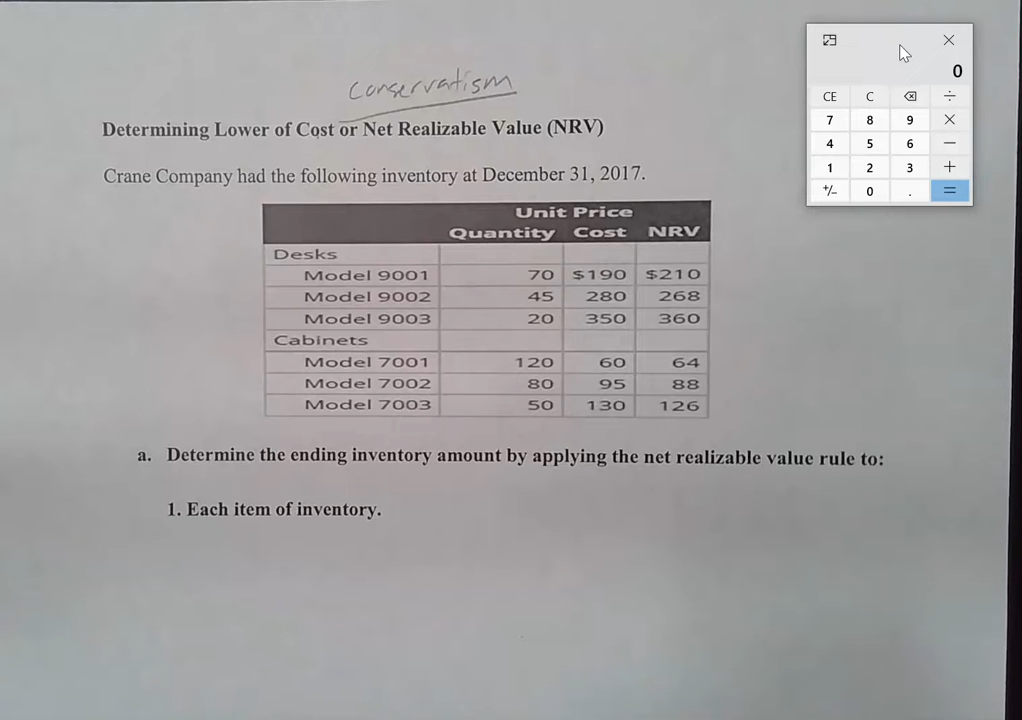 conservatism
Determining Lower of Cost or Net Realizable Value (NRV)
Crane Company had the following inventory at December 31, 2017.
Unit Price
Quantity Cost NRV
Desks
Model 9001 70 $190 $210
Model 9002 45 280 268
Model 9003 20 350 360
Cabinets
Model 7001 120 60 64
Model 7002 80 95 88
Model 7003 50 130 126
a. Determine the ending inventory amount by applying the net realizable value rule to:
1. Each item of inventory.
0
CE C ÷
7 8 9 ×
4 5 6 −
1 2 3 +
+/- 0 . =